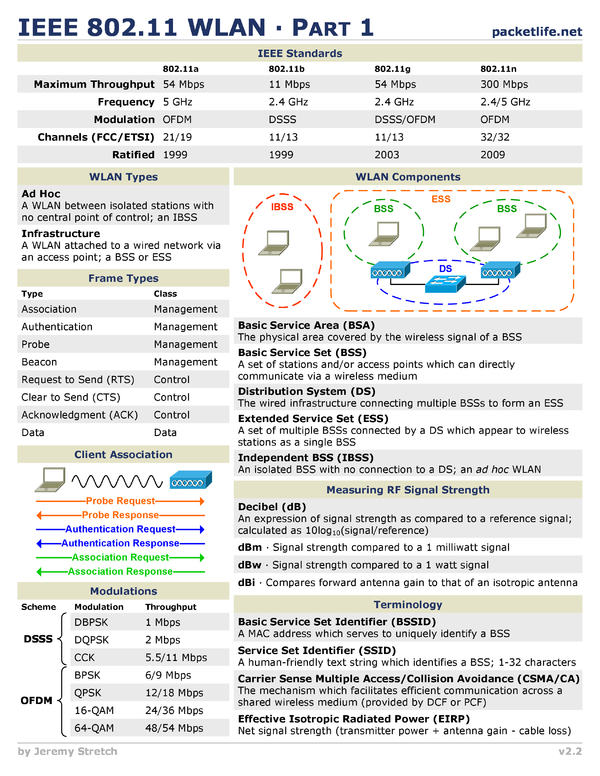 IEEE 802.11 WLAN · PART 1
packetlife.net
IEEE Standards
802.11a 802.11b 802.11g 802.11n
Maximum Throughput 54 Mbps 11 Mbps 54 Mbps 300 Mbps
Frequency 5 GHz 2.4 GHz 2.4 GHz 2.4/5 GHz
Modulation OFDM DSSS DSSS/OFDM OFDM
Channels (FCC/ETSI) 21/19 11/13 11/13 32/32
Ratified 1999 1999 2003 2009
WLAN Types
Ad Hoc
A WLAN between isolated stations with
no central point of control; an IBSS
Infrastructure
A WLAN attached to a wired network via
an access point; a BSS or ESS
Frame Types
Type Class
Association Management
Authentication Management
Probe Management
Beacon Management
Request to Send (RTS) Control
Clear to Send (CTS) Control
Acknowledgment (ACK) Control
Data Data
Client Association
Probe Request
Probe Response
Authentication Request
Authentication Response
Association Request
Association Response
Modulations
Scheme Modulation Throughput
DSSS
DBPSK 1 Mbps
DQPSK 2 Mbps
CCK 5.5/11 Mbps
OFDM
BPSK 6/9 Mbps
QPSK 12/18 Mbps
16-QAM 24/36 Mbps
64-QAM 48/54 Mbps
WLAN Components
IBSS
ESS
BSS
BSS
DS
Basic Service Area (BSA)
The physical area covered by the wireless signal of a BSS
Basic Service Set (BSS)
A set of stations and/or access points which can directly
communicate via a wireless medium
Distribution System (DS)
The wired infrastructure connecting multiple BSSs to form an ESS
Extended Service Set (ESS)
A set of multiple BSSs connected by a DS which appear to wireless
stations as a single BSS
Independent BSS (IBSS)
An isolated BSS with no connection to a DS; an ad hoc WLAN
Measuring RF Signal Strength
Decibel (dB)
An expression of signal strength as compared to a reference signal;
calculated as 10log₁₀(signal/reference)
dBm · Signal strength compared to a 1 milliwatt signal
dBw · Signal strength compared to a 1 watt signal
dBi · Compares forward antenna gain to that of an isotropic antenna
Terminology
Basic Service Set Identifier (BSSID)
A MAC address which serves to uniquely identify a BSS
Service Set Identifier (SSID)
A human-friendly text string which identifies a BSS; 1-32 characters
Carrier Sense Multiple Access/Collision Avoidance (CSMA/CA)
The mechanism which facilitates efficient communication across a
shared wireless medium (provided by DCF or PCF)
Effective Isotropic Radiated Power (EIRP)
Net signal strength (transmitter power + antenna gain - cable loss)
by Jeremy Stretch
v2.2